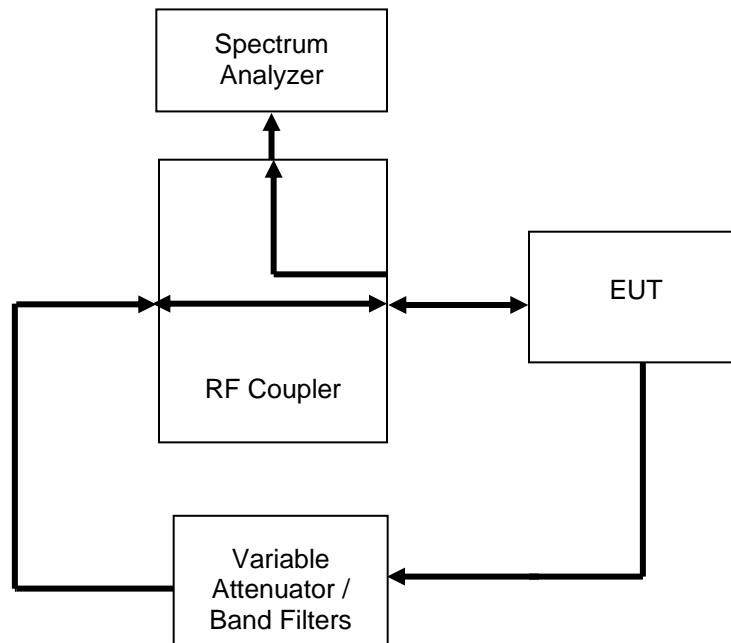 Spectrum
Analyzer
EUT
RF Coupler
Variable
Attenuator /
Band Filters